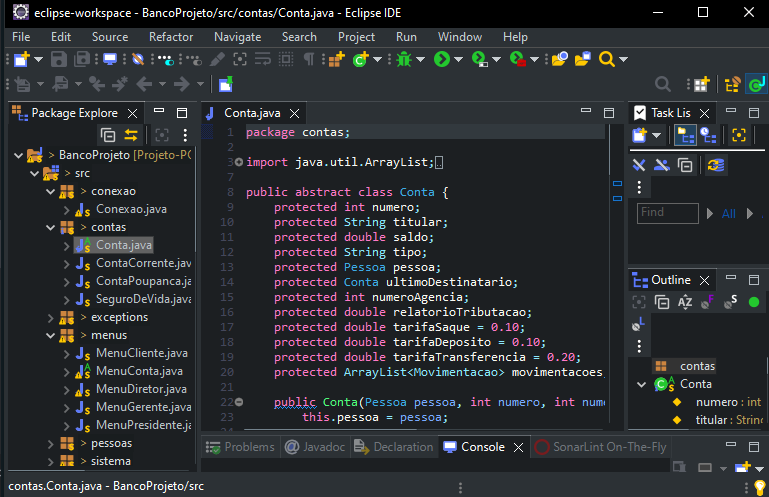 eclipse-workspace - BancoProjeto/src/contas/Conta.java - Eclipse IDE
File Edit Source Refactor Navigate Search Project Run Window Help
Package Explore
> BancoProjeto [Projeto-PO
> src
> conexao
Conexao.java
> contas
Conta.java
ContaCorrente.jav
ContaPoupanca.ja
SeguroDeVida.java
> exceptions
> menus
MenuCliente.java
MenuConta.java
MenuDiretor.java
MenuGerente.java
MenuPresidente.java
> pessoas
> sistema
Conta.java
1 package contas;
2
3 import java.util.ArrayList;
7
8 public abstract class Conta {
9 protected int numero;
10 protected String titular;
11 protected double saldo;
12 protected String tipo;
13 protected Pessoa pessoa;
14 protected Conta ultimoDestinatario;
15 protected int numeroAgencia;
16 protected double relatorioTributacao;
17 protected double tarifaSaque = 0.10;
18 protected double tarifaDeposito = 0.10;
19 protected double tarifaTransferencia = 0.20;
20 protected ArrayList<Movimentacao> movimentacoes
21
22 public Conta(Pessoa pessoa, int numero, int num
23 this.pessoa = pessoa;
Task Lis
Find
All
Outline
contas
Conta
numero : int
titular : String
Problems Javadoc Declaration Console SonarLint On-The-Fly
contas.Conta.java - BancoProjeto/src